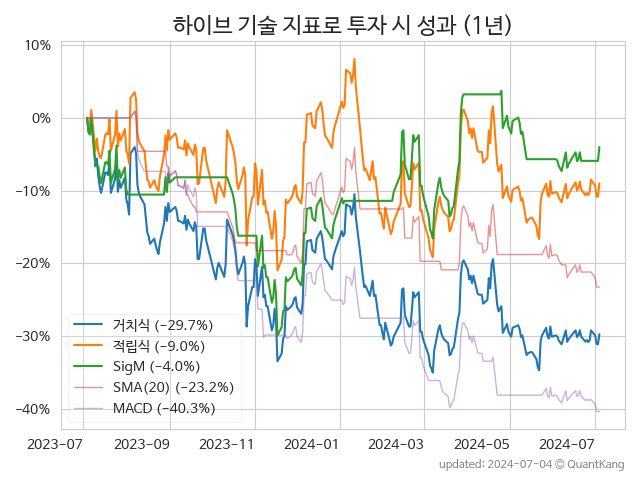 하이브 기술 지표로 투자 시 성과 (1년)
10%
0%
−10%
−20%
−30%
−40%
거치식 (−29.7%)
적립식 (−9.0%)
SigM (−4.0%)
SMA(20) (−23.2%)
MACD (−40.3%)
2023-07
2023-09
2023-11
2024-01
2024-03
2024-05
2024-07
updated: 2024-07-04 ⓒ QuantKang